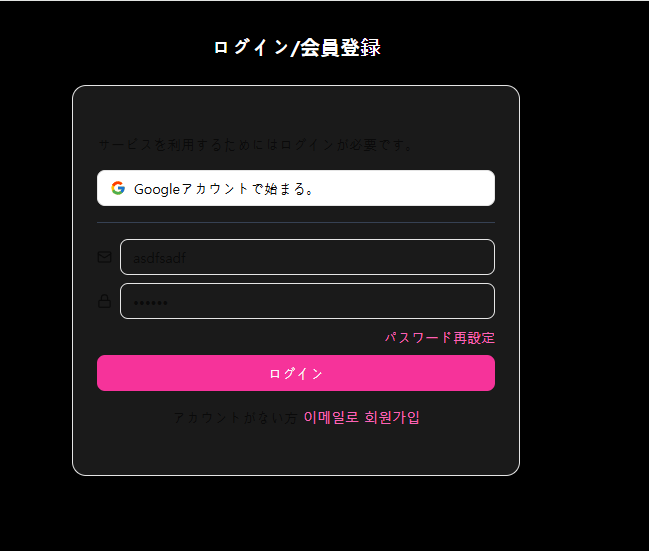 ログイン/会員登録
サービスを利用するためにはログインが必要です。
Googleアカウントで始まる。
asdfsadf
••••••
パスワード再設定
ログイン
アカウントがない方 이메일로 회원가입